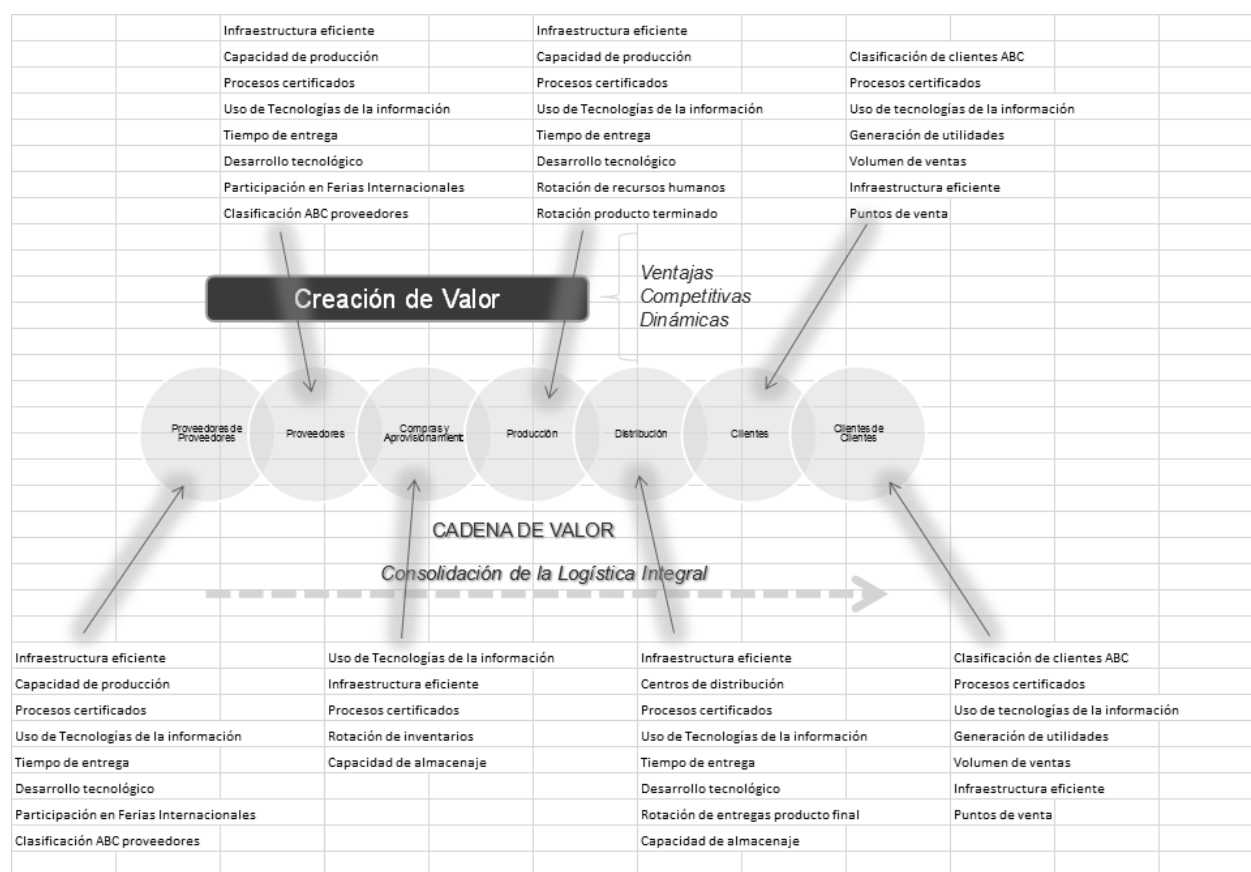 Infraestructura eficiente
Capacidad de producción
Procesos certificados
Uso de Tecnologías de la información
Tiempo de entrega
Desarrollo tecnológico
Participación en Ferias Internacionales
Clasificación ABC proveedores
Infraestructura eficiente
Capacidad de producción
Procesos certificados
Uso de Tecnologías de la información
Tiempo de entrega
Desarrollo tecnológico
Rotación de recursos humanos
Rotación producto terminado
Clasificación de clientes ABC
Procesos certificados
Uso de tecnologías de la información
Generación de utilidades
Volumen de ventas
Infraestructura eficiente
Puntos de venta
Creación de Valor
Ventajas
Competitivas
Dinámicas
Proveedores de
Proveedores
Proveedores
Compras y
Aprovisionamientc
Producción
Distribución
Clientes
Clientes de
Clientes
CADENA DE VALOR
Consolidación de la Logística Integral
Infraestructura eficiente
Capacidad de producción
Procesos certificados
Uso de Tecnologías de la información
Tiempo de entrega
Desarrollo tecnológico
Participación en Ferias Internacionales
Clasificación ABC proveedores
Uso de Tecnologías de la información
Infraestructura eficiente
Procesos certificados
Rotación de inventarios
Capacidad de almacenaje
Infraestructura eficiente
Centros de distribución
Procesos certificados
Uso de Tecnologías de la información
Tiempo de entrega
Desarrollo tecnológico
Rotación de entregas producto final
Capacidad de almacenaje
Clasificación de clientes ABC
Procesos certificados
Uso de tecnologías de la información
Generación de utilidades
Volumen de ventas
Infraestructura eficiente
Puntos de venta